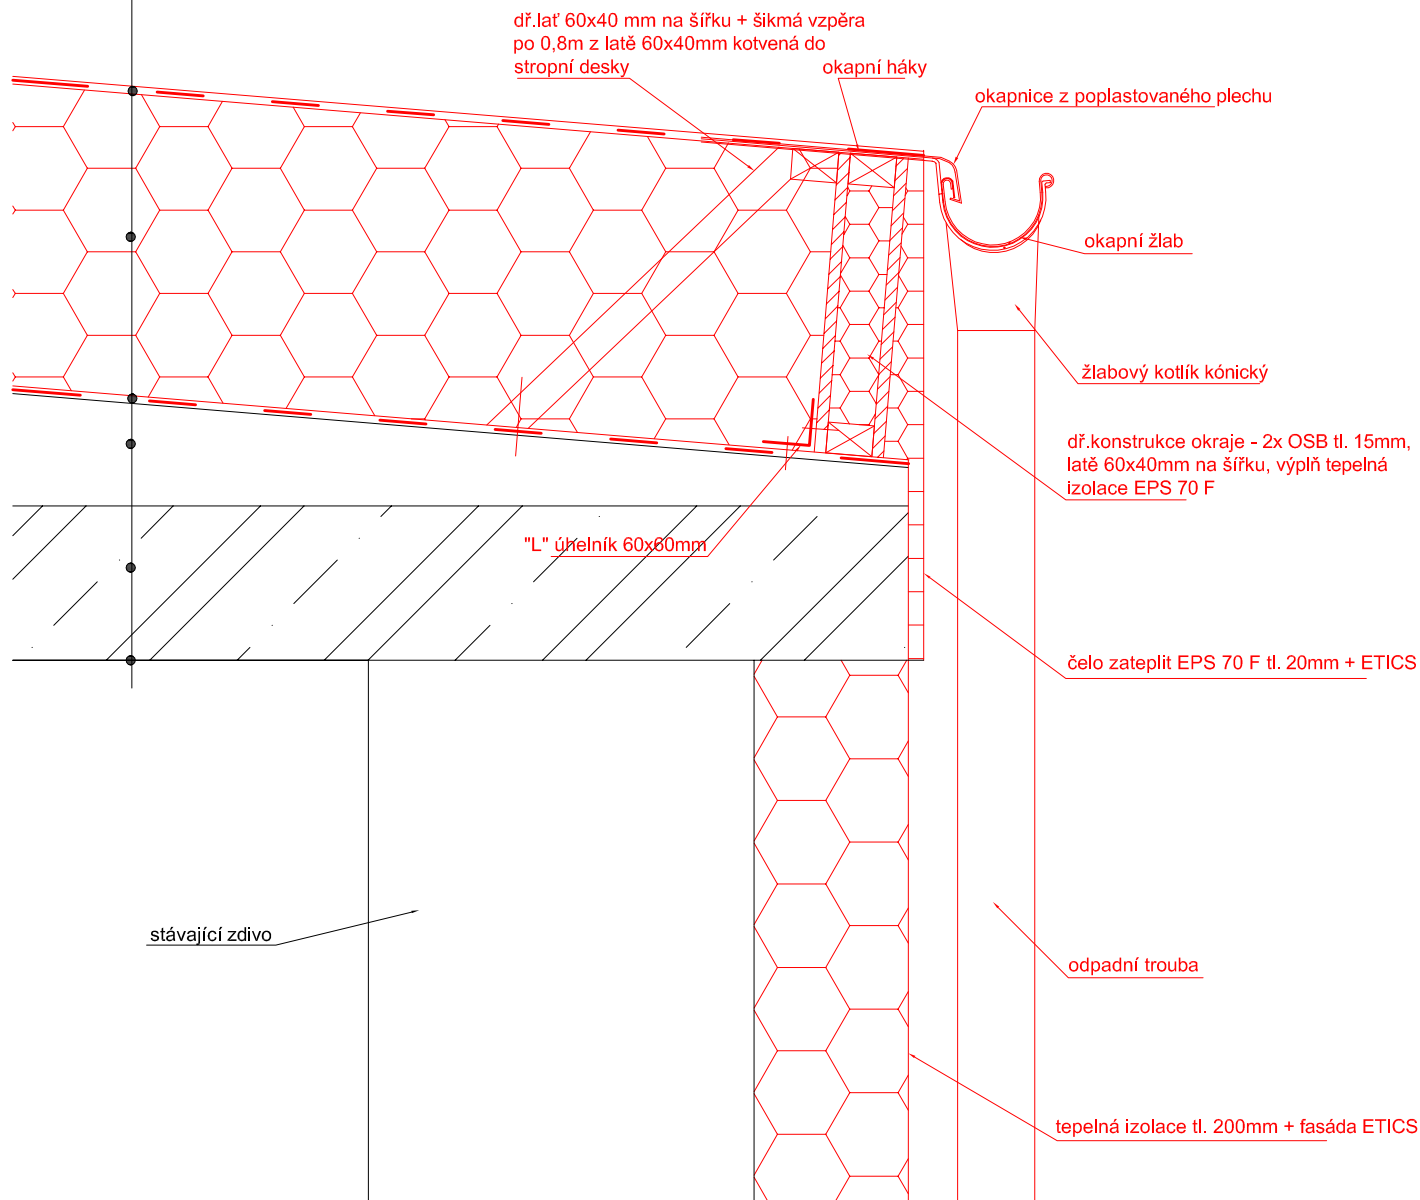 dř.lať 60x40 mm na šířku + šikmá vzpěra
po 0,8m z latě 60x40mm kotvená do
stropní desky
okapní háky
okapnice z poplastovaného plechu
okapní žlab
žlabový kotlík kónický
dř.konstrukce okraje - 2x OSB tl. 15mm,
latě 60x40mm na šířku, výplň tepelná
izolace EPS 70 F
"L" úhelník 60x60mm
čelo zateplit EPS 70 F tl. 20mm + ETICS
stávající zdivo
odpadní trouba
tepelná izolace tl. 200mm + fasáda ETICS